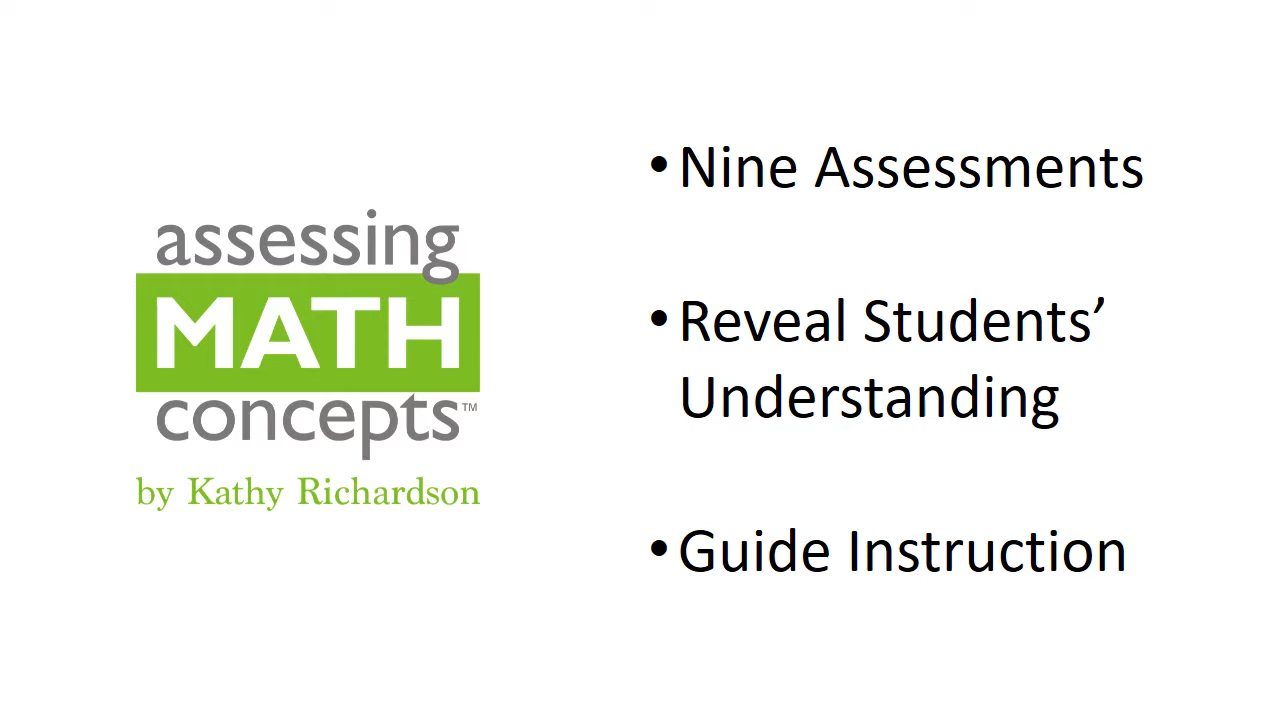 assessing
MATH
concepts™
by Kathy Richardson
• Nine Assessments
• Reveal Students’
Understanding
• Guide Instruction